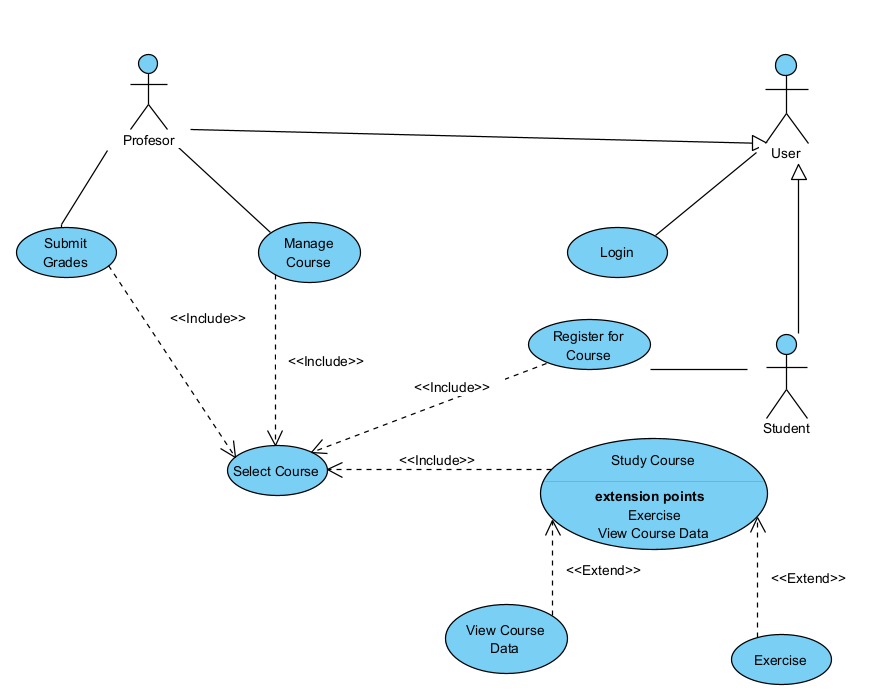 Profesor
User
Submit
Grades
Manage
Course
Login
<<Include>>
Register for
Course
<<Include>>
<<Include>>
Student
Select Course
<<Include>>
Study Course
extension points
Exercise
View Course Data
<<Extend>>
<<Extend>>
View Course
Data
Exercise